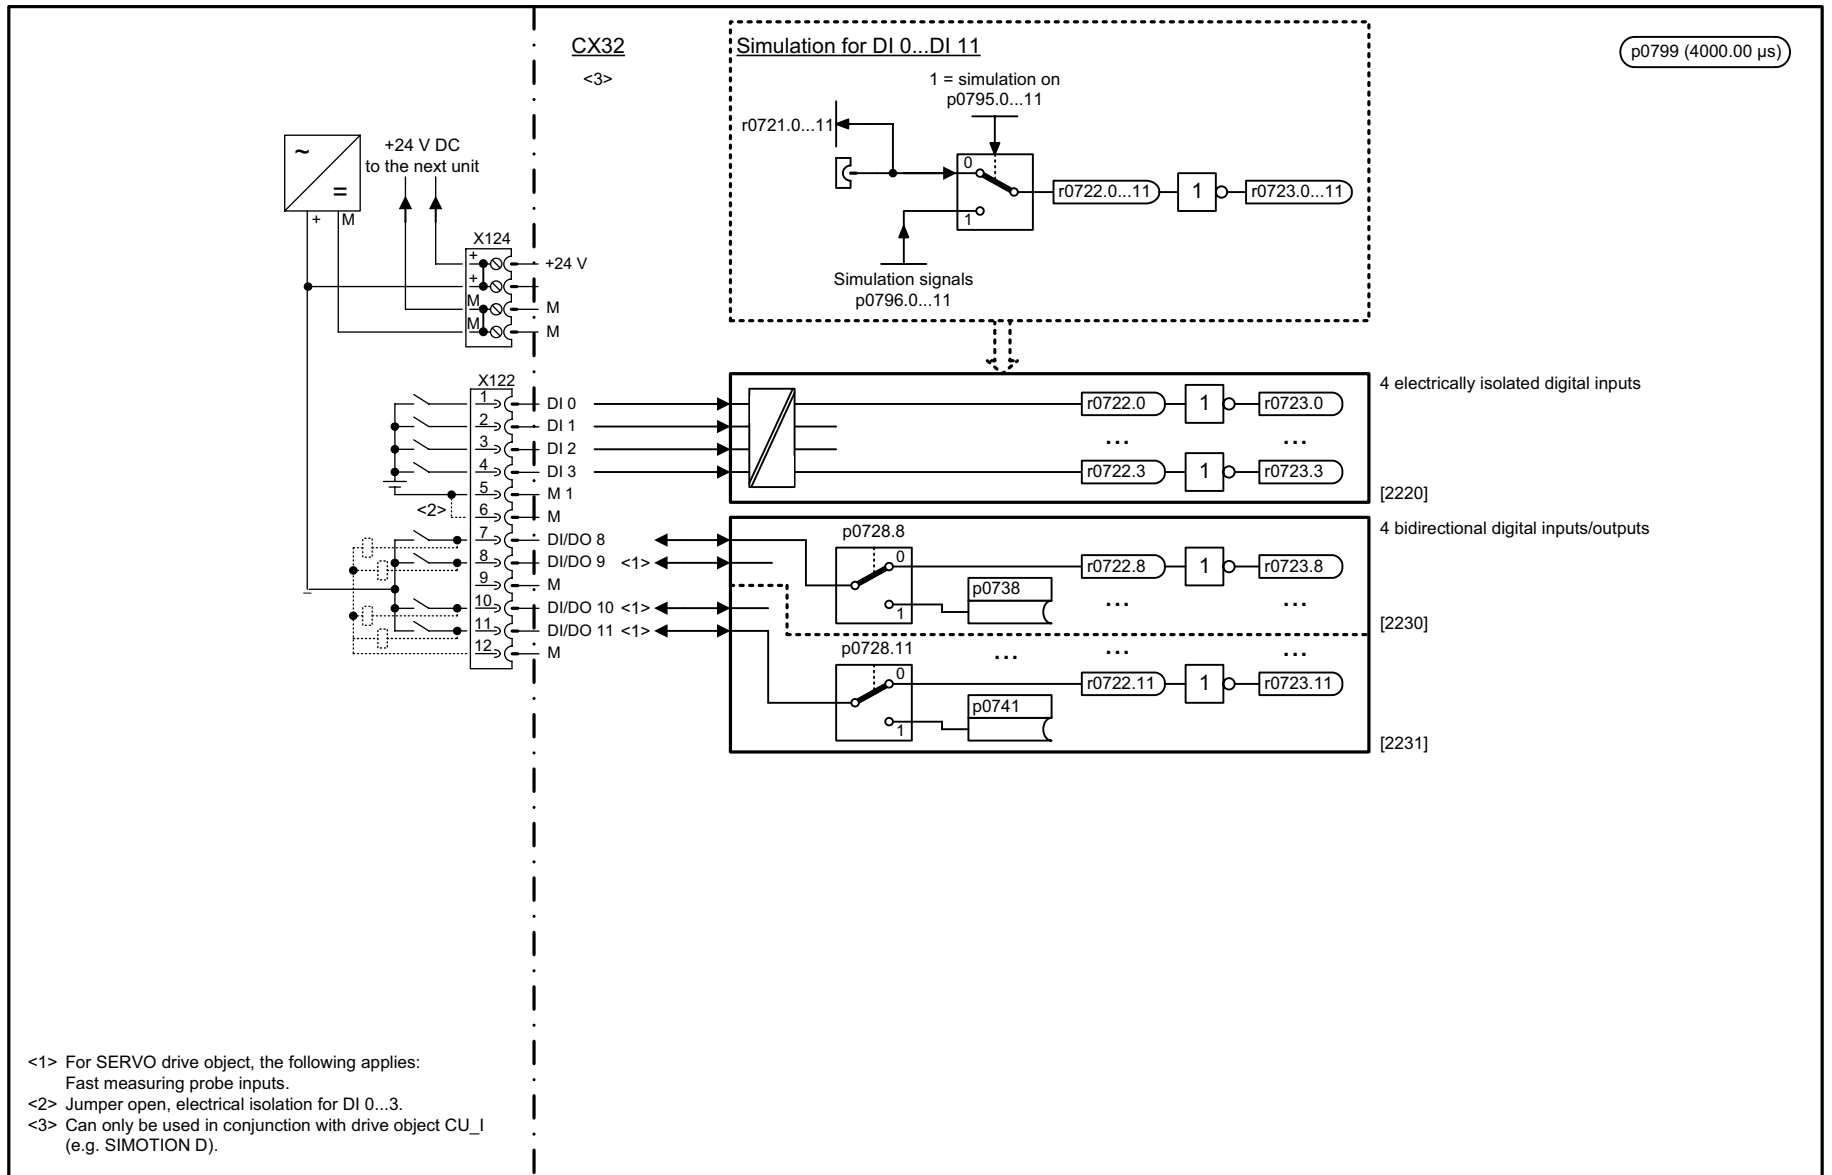 CX32
<3>
Simulation for DI 0...DI 11
p0799 (4000.00 µs)
1 = simulation on
p0795.0...11
r0721.0...11
0
1
r0722.0...11
1
r0723.0...11
Simulation signals
p0796.0...11
~
=
+
M
+24 V DC
to the next unit
X124
+
+24 V
+
M
M
M
M
X122
1
DI 0
2
DI 1
3
DI 2
4
DI 3
5
M 1
<2>
6
M
7
DI/DO 8
8
DI/DO 9 <1>
9
M
10
DI/DO 10 <1>
11
DI/DO 11 <1>
12
M
r0722.0
1
r0723.0
...
...
r0722.3
1
r0723.3
4 electrically isolated digital inputs
[2220]
p0728.8
0
1
r0722.8
1
r0723.8
p0738
...
...
4 bidirectional digital inputs/outputs
[2230]
p0728.11
...
...
...
0
1
r0722.11
1
r0723.11
p0741
[2231]
<1> For SERVO drive object, the following applies:
Fast measuring probe inputs.
<2> Jumper open, electrical isolation for DI 0...3.
<3> Can only be used in conjunction with drive object CU_I
(e.g. SIMOTION D).